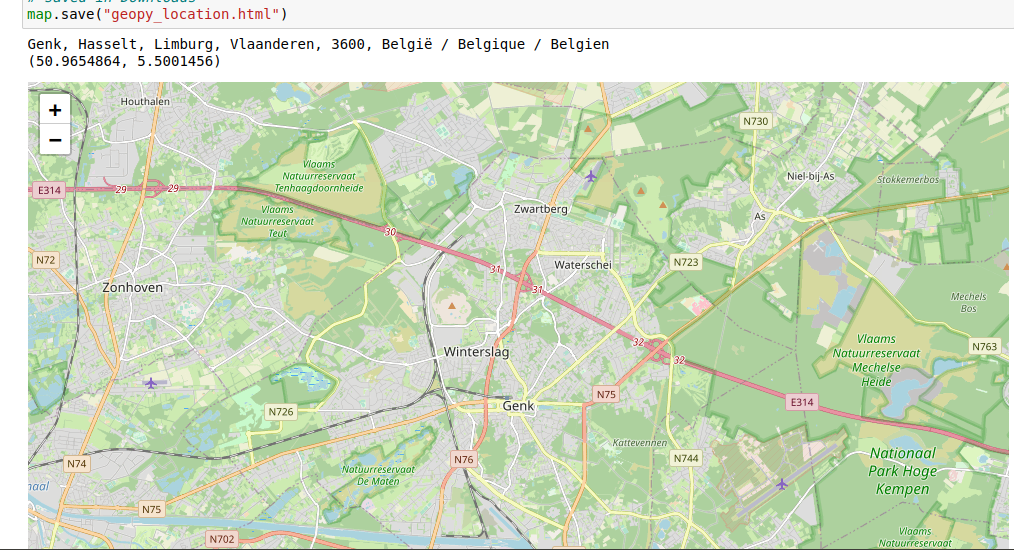 # Saved in Downloads
map.save("geopy_location.html")
Genk, Hasselt, Limburg, Vlaanderen, 3600, België / Belgique / Belgien
(50.9654864, 5.5001456)
+
−
Houthalen
N730
Vlaams
Natuurreservaat
Tenhaagdoornheide
Niel-bij-As
Stokkemerbos
E314
29
29
Zwartberg
Vlaams
Natuurreservaat
Teut
As
30
N72
N723
Waterschei
31
31
Zonhoven
Mechels
Bos
Vlaams
Natuurreservaat
Mechelse
Heide
N763
32
32
Winterslag
N75
E314
Genk
N726
Kattevennen
Nationaal
Park Hoge
Kempen
N74
N76
N744
Natuurreservaat
De Maten
naal
N75
N702
Vlaams
Natuurreservaat